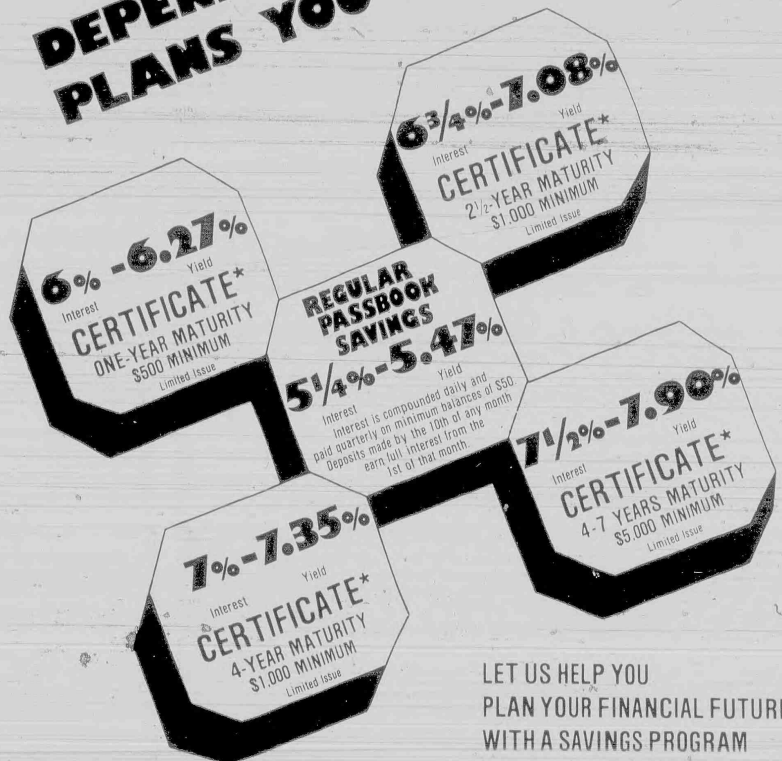 PLANS YOU
6¾%-7.08%
Interest Yield
CERTIFICATE*
2½-YEAR MATURITY
$1,000 MINIMUM
Limited Issue
6% -6.27%
Interest Yield
CERTIFICATE*
ONE-YEAR MATURITY
$500 MINIMUM
Limited Issue
REGULAR
PASSBOOK
SAVINGS
5¼%-5.47%
Interest Yield
Interest is compounded daily and
paid quarterly on minimum balances of $50.
Deposits made by the 10th of any month
earn full interest from the
1st of that month.
7½%-7.90%
Interest Yield
CERTIFICATE*
4-7 YEARS MATURITY
$5,000 MINIMUM
Limited Issue
7%-7.35%
Interest Yield
CERTIFICATE*
4-YEAR MATURITY
$1,000 MINIMUM
Limited Issue
LET US HELP YOU
PLAN YOUR FINANCIAL FUTURE
WITH A SAVINGS PROGRAM